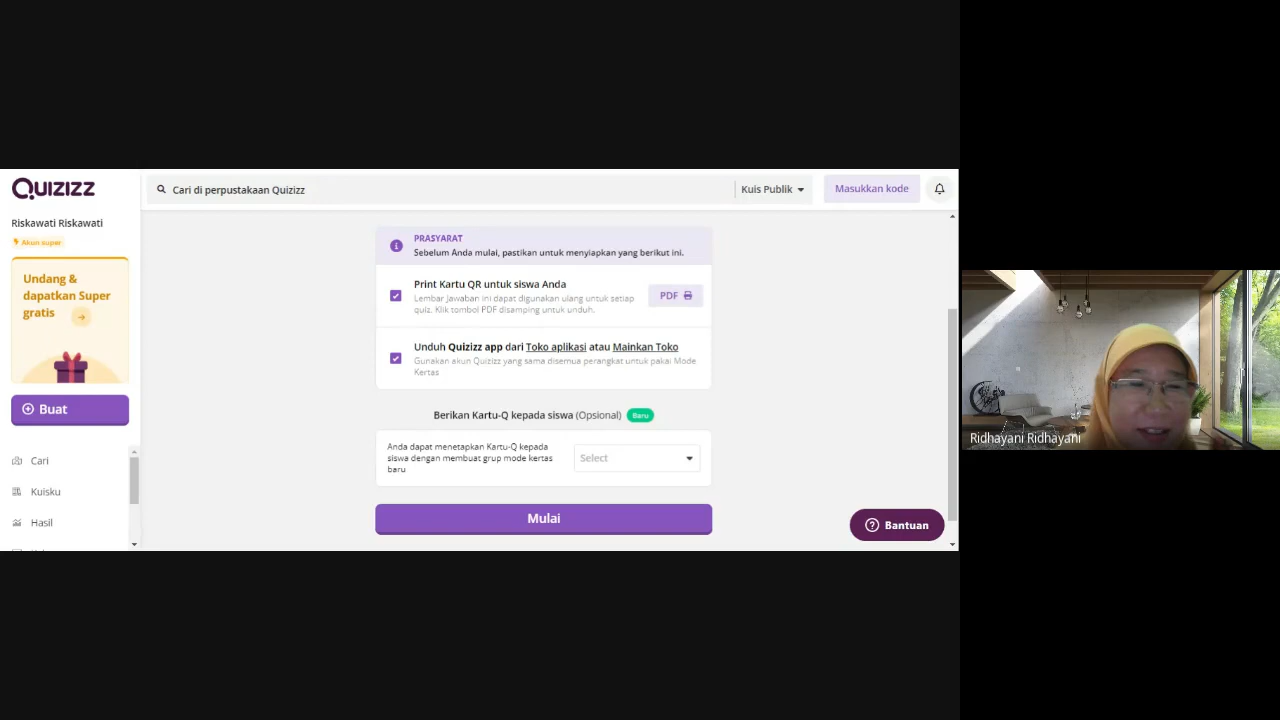 QUIZIZZ
Cari di perpustakaan Quizizz
Kuis Publik
Masukkan kode
Riskawati Riskawati
Akun super
Undang &
dapatkan Super
gratis
Buat
Cari
Kuisku
Hasil
PRASYARAT
Sebelum Anda mulai, pastikan untuk menyiapkan yang berikut ini.
Print Kartu QR untuk siswa Anda
Lembar Jawaban ini dapat digunakan ulang untuk setiap
quiz. Klik tombol PDF disamping untuk unduh.
PDF
Unduh Quizizz app dari Toko aplikasi atau Mainkan Toko
Gunakan akun Quizizz yang sama disemua perangkat untuk pakai Mode
Kertas
Berikan Kartu-Q kepada siswa (Opsional) Baru
Anda dapat menetapkan Kartu-Q kepada
siswa dengan membuat grup mode kertas
baru
Select
Mulai
Bantuan
Ridhayani Ridhayani